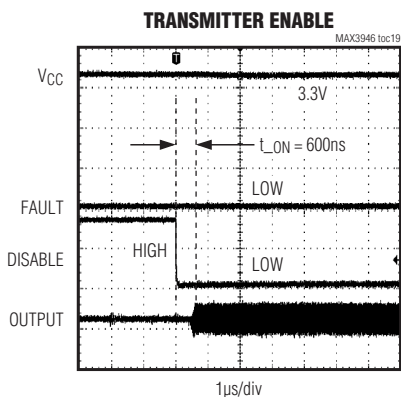 TRANSMITTER ENABLE
MAX3946 toc19
T
VCC
3.3V
t_ON = 600ns
LOW
FAULT
HIGH
LOW
DISABLE
OUTPUT
1µs/div